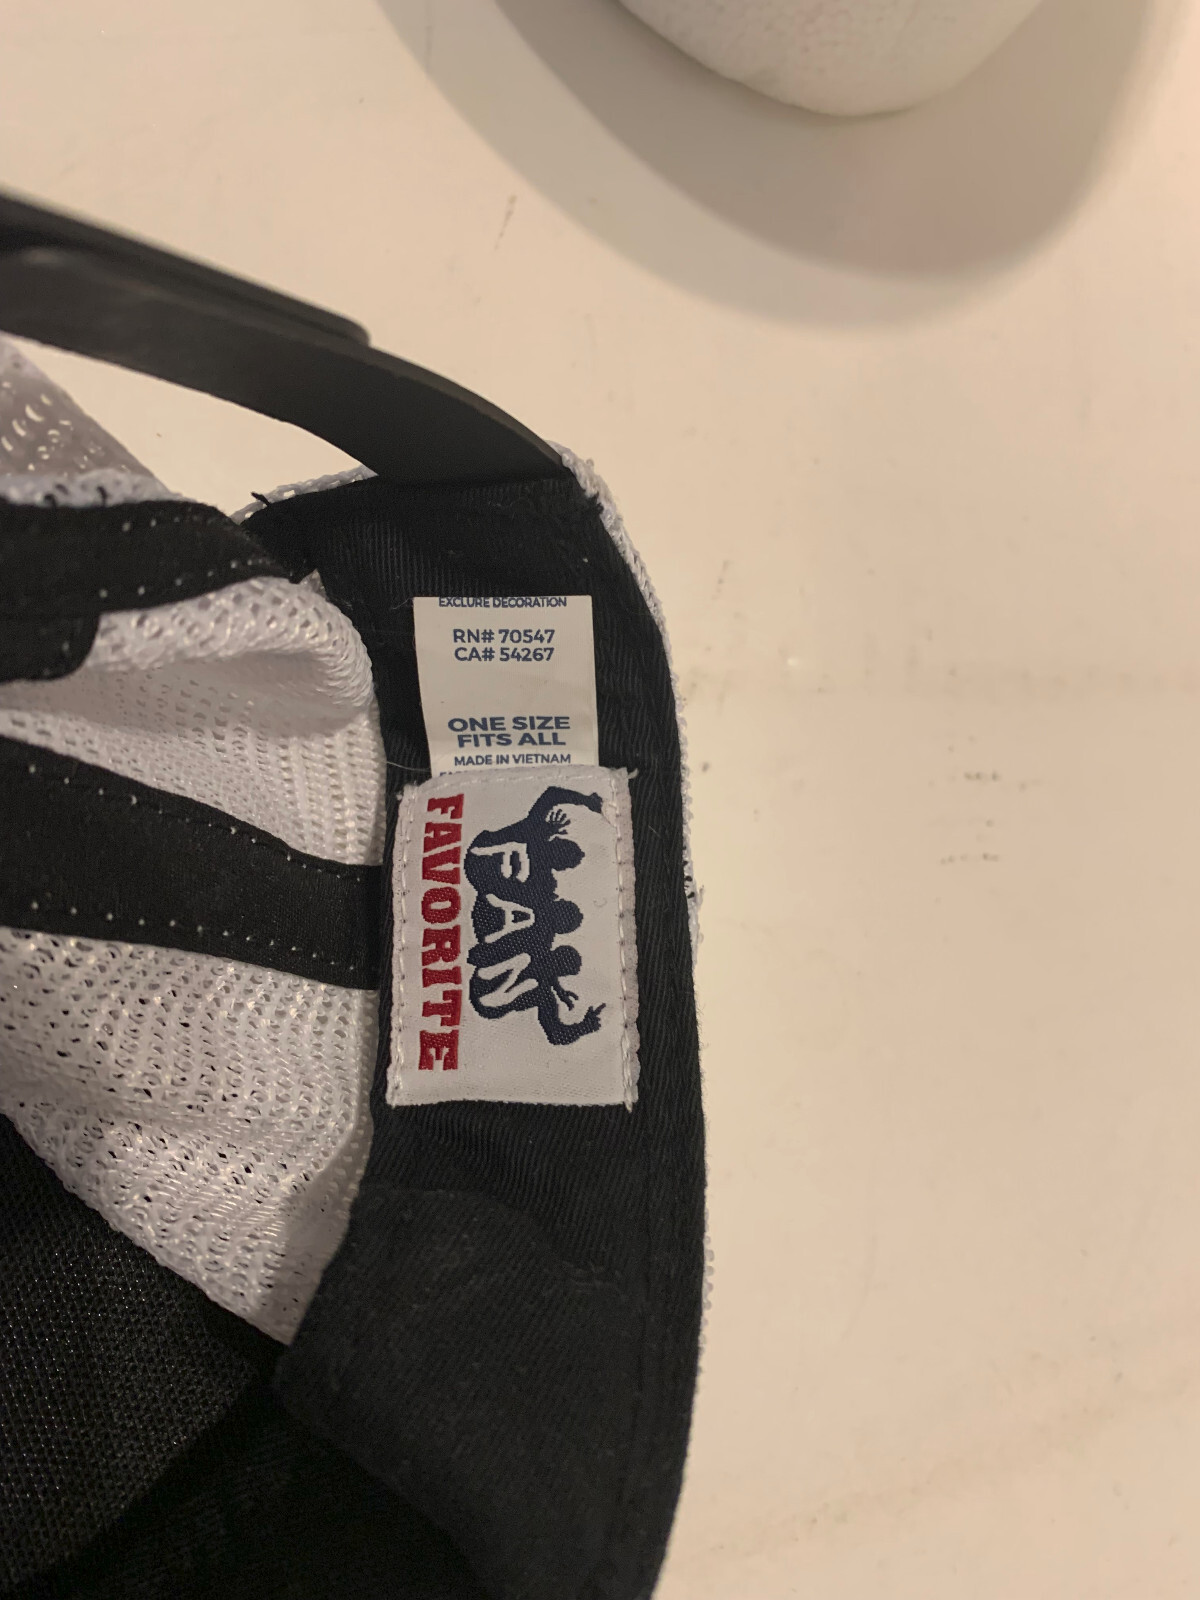 EXCLURE DECORATION
RN# 70547
CA# 54267
ONE SIZE
FITS ALL
MADE IN VIETNAM
FAN
FAVORITE